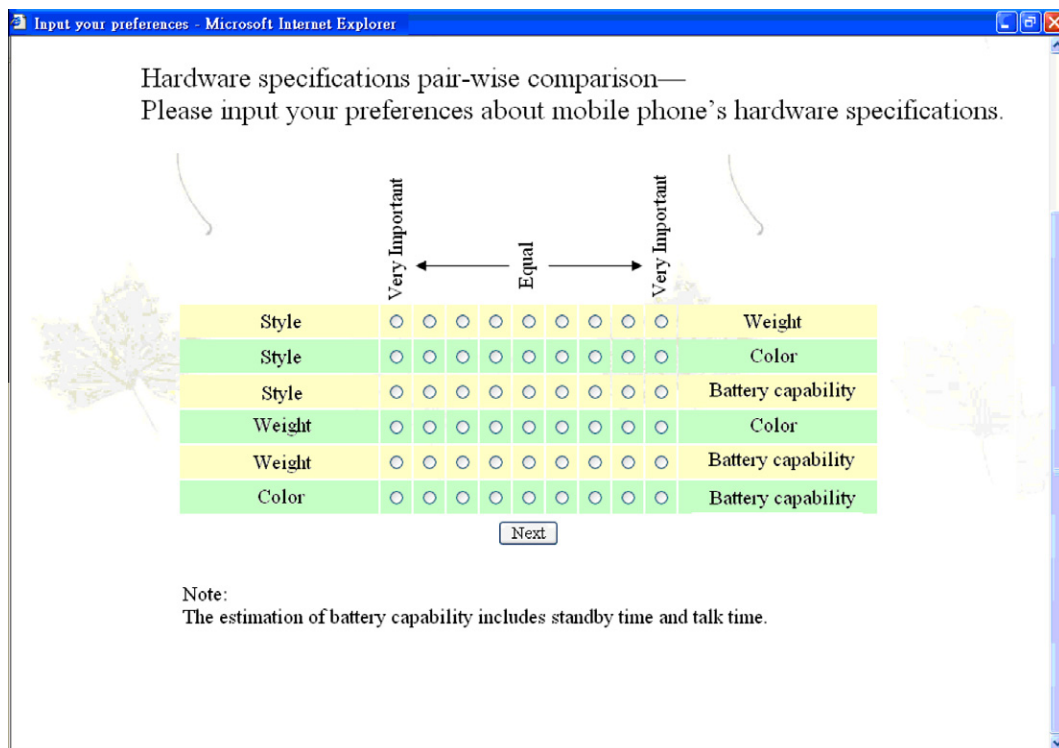 Input your preferences - Microsoft Internet Explorer
Hardware specifications pair-wise comparison—
Please input your preferences about mobile phone’s hardware specifications.
Very Important
Equal
Very Important
Style Weight
Style Color
Style Battery capability
Weight Color
Weight Battery capability
Color Battery capability
Next
Note:
The estimation of battery capability includes standby time and talk time.